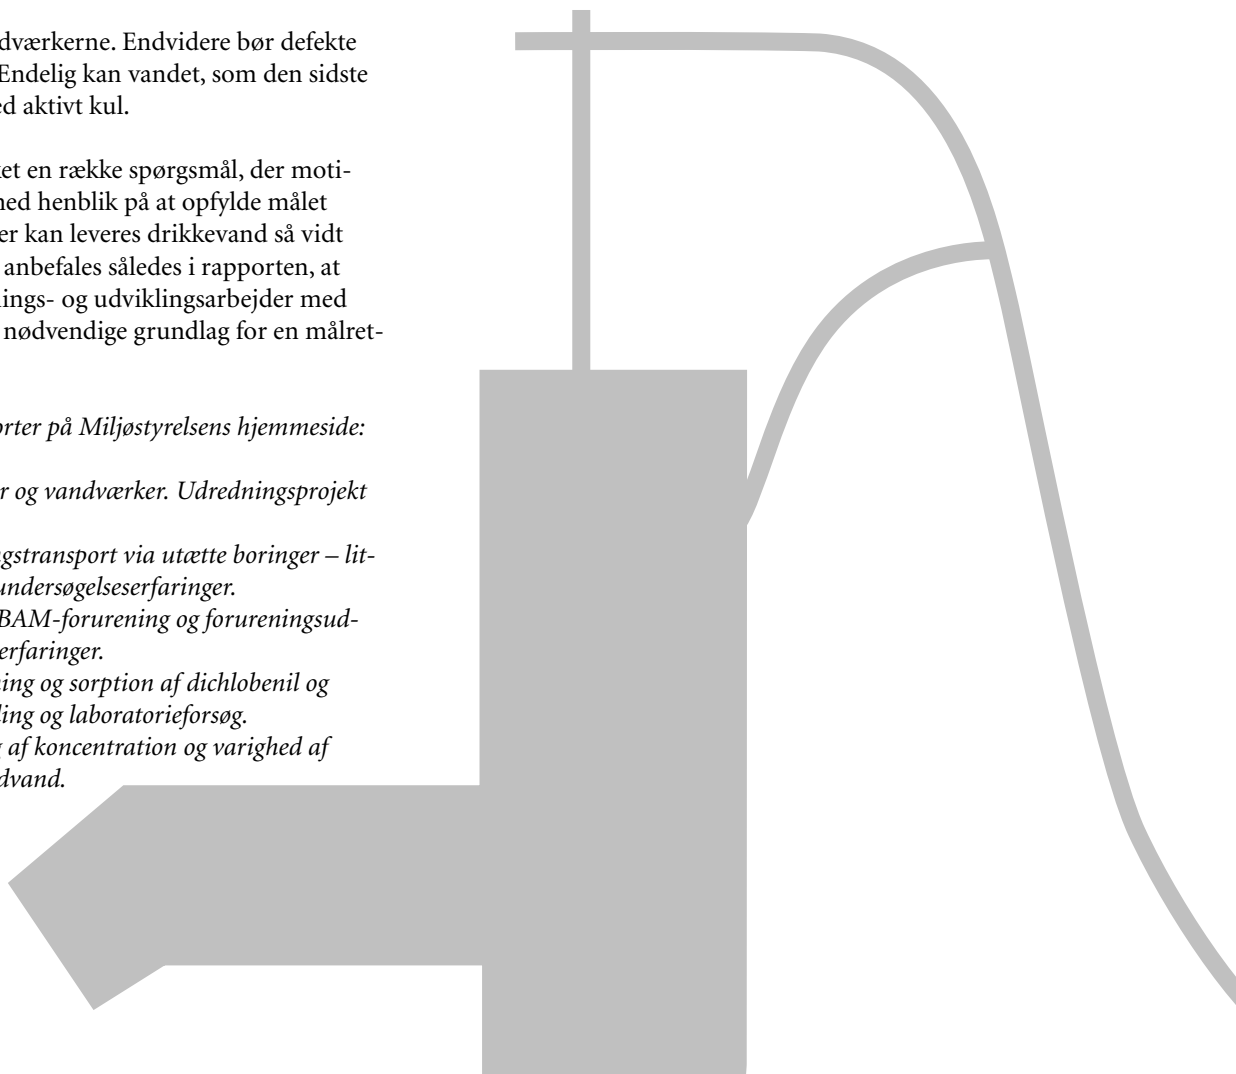 dværkerne. Endvidere bør defekte
Endelig kan vandet, som den sidste
ed aktivt kul.
ket en række spørgsmål, der moti-
med henblik på at opfylde målet
er kan leveres drikkevand så vidt
anbefales således i rapporten, at
nings- og udviklingsarbejder med
nødvendige grundlag for en målret-
orter på Miljøstyrelsens hjemmeside:
r og vandværker. Udredningsprojekt
ngstransport via utætte boringer – lit-
undersøgelseserfaringer.
BAM-forurening og forureningsud-
erfaringer.
ning og sorption af dichlobenil og
ling og laboratorieforsøg.
g af koncentration og varighed af
dvand.